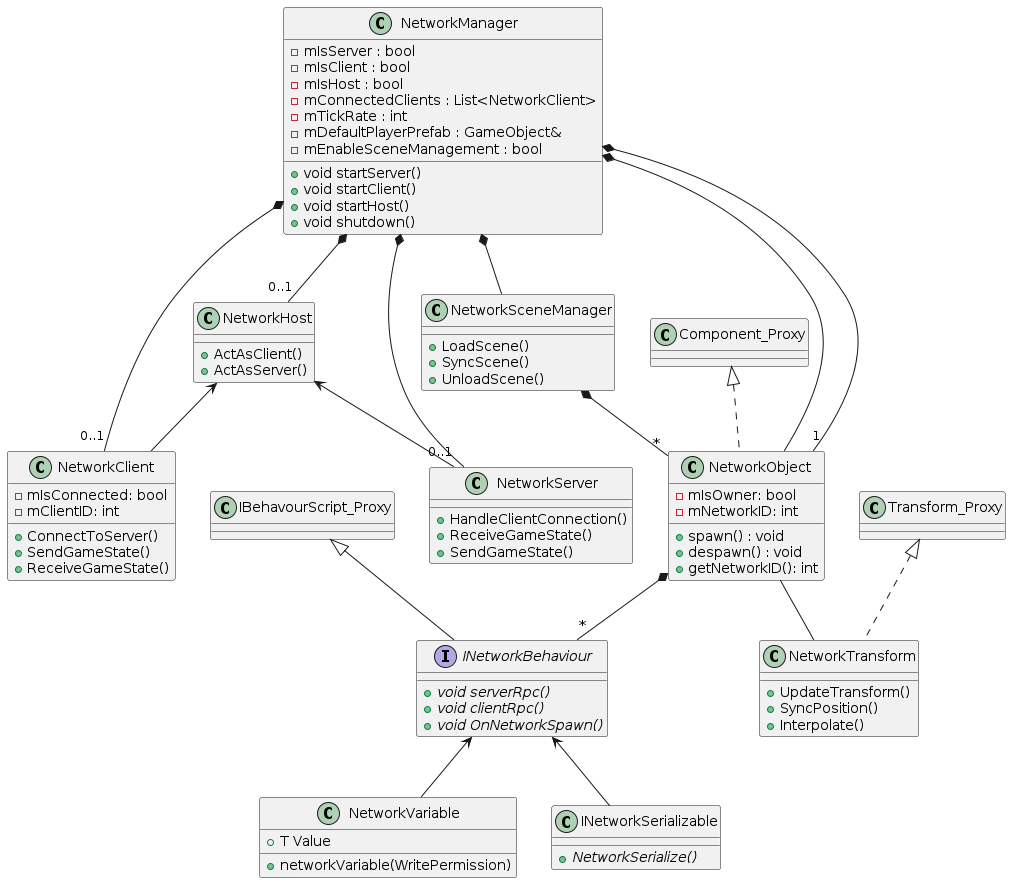 C NetworkManager
mIsServer : bool
mIsClient : bool
mIsHost : bool
mConnectedClients : List<NetworkClient>
mTickRate : int
mDefaultPlayerPrefab : GameObject&
mEnableSceneManagement : bool
void startServer()
void startClient()
void startHost()
void shutdown()
0..1
C NetworkHost
ActAsClient()
ActAsServer()
C NetworkSceneManager
LoadScene()
SyncScene()
UnloadScene()
C Component_Proxy
0..1
0..1
*
1
C NetworkClient
mIsConnected: bool
mClientID: int
ConnectToServer()
SendGameState()
ReceiveGameState()
C IBehavourScript_Proxy
C NetworkServer
HandleClientConnection()
ReceiveGameState()
SendGameState()
C NetworkObject
mIsOwner: bool
mNetworkID: int
spawn() : void
despawn() : void
getNetworkID(): int
C Transform_Proxy
*
I INetworkBehaviour
void serverRpc()
void clientRpc()
void OnNetworkSpawn()
C NetworkTransform
UpdateTransform()
SyncPosition()
Interpolate()
C NetworkVariable
T Value
networkVariable(WritePermission)
C INetworkSerializable
NetworkSerialize()